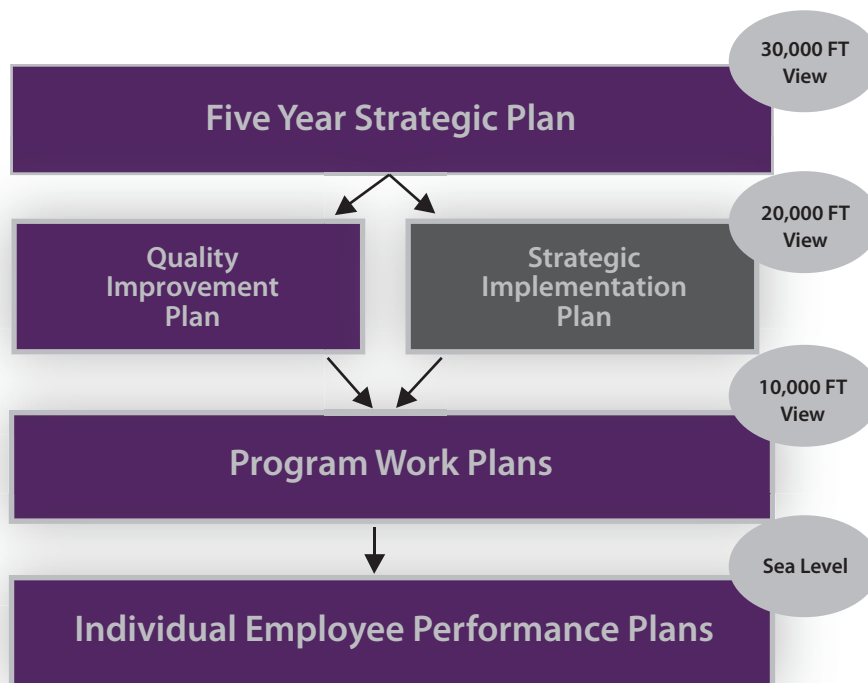 30,000 FT
View
Five Year Strategic Plan
20,000 FT
View
Quality
Improvement
Plan
Strategic
Implementation
Plan
10,000 FT
View
Program Work Plans
Sea Level
Individual Employee Performance Plans